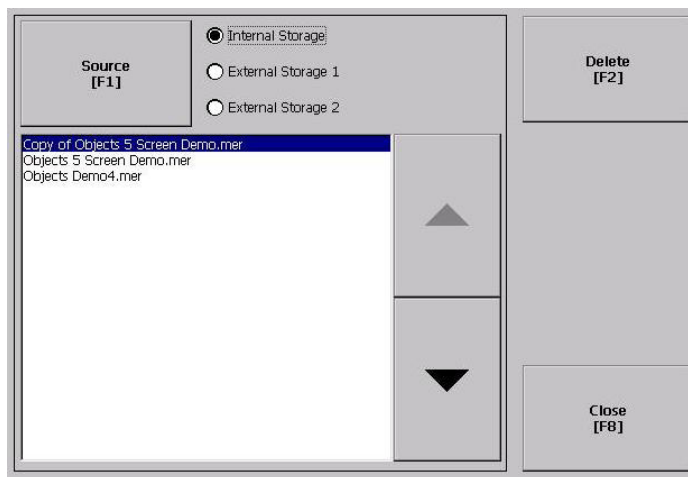 Source
[F1]
Internal Storage
External Storage 1
External Storage 2
Delete
[F2]
Copy of Objects 5 Screen Demo.mer
Objects 5 Screen Demo.mer
Objects Demo4.mer
Close
[F8]